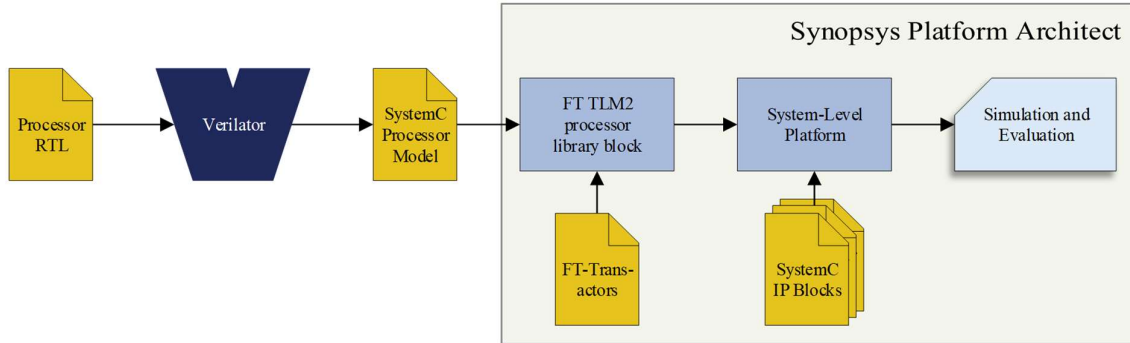 Synopsys Platform Architect
Processor
RTL
Verilator
SystemC
Processor
Model
FT TLM2
processor
library block
System-Level
Platform
Simulation and
Evaluation
FT-Trans-
actors
SystemC
IP Blocks